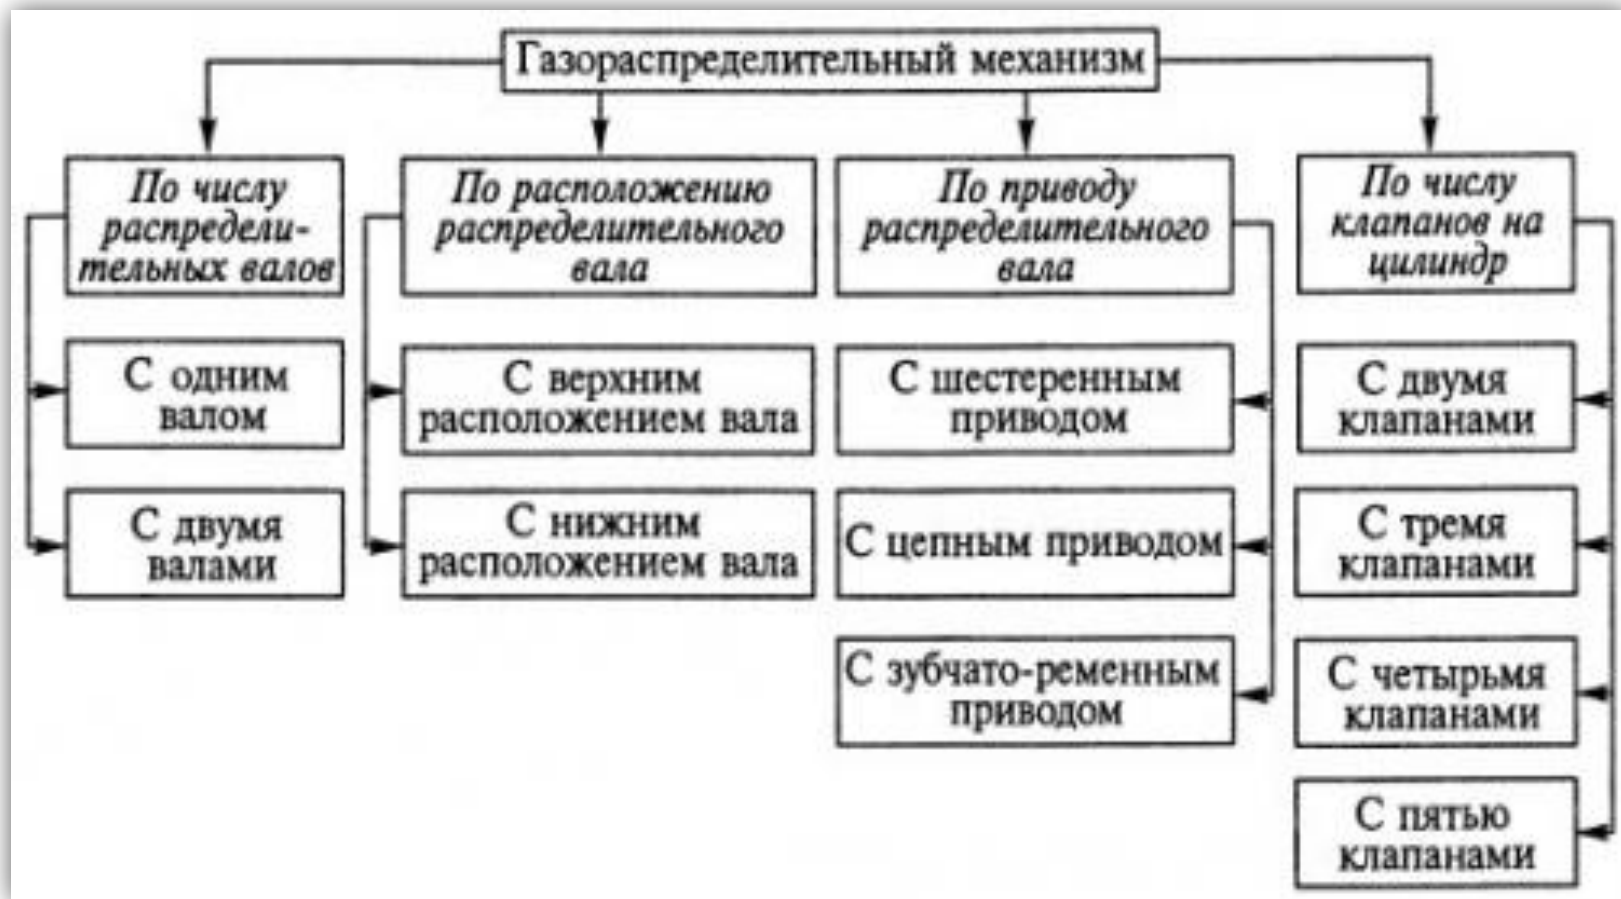 Газораспределительный механизм
По числу
распредели-
тельных валов
По расположению
распределительного
вала
По приводу
распределительного
вала
По числу
клапанов на
цилиндр
С одним
валом
С верхним
расположением вала
С шестеренным
приводом
С двумя
клапанами
С двумя
валами
С нижним
расположением вала
С цепным приводом
С тремя
клапанами
С зубчато-ременным
приводом
С четырьмя
клапанами
С пятью
клапанами